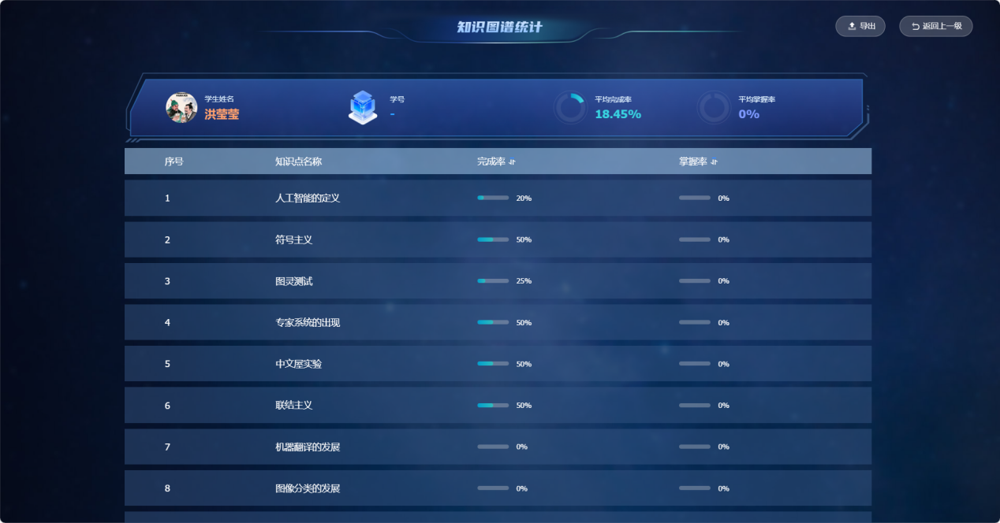 知识图谱统计
导出
返回上一级
学生姓名
洪莹莹
学号
-
平均完成率
18.45%
平均掌握率
0%
序号 知识点名称 完成率 掌握率
1 人工智能的定义 20% 0%
2 符号主义 50% 0%
3 图灵测试 25% 0%
4 专家系统的出现 50% 0%
5 中文屋实验 50% 0%
6 联结主义 50% 0%
7 机器翻译的发展 0% 0%
8 图像分类的发展 0% 0%